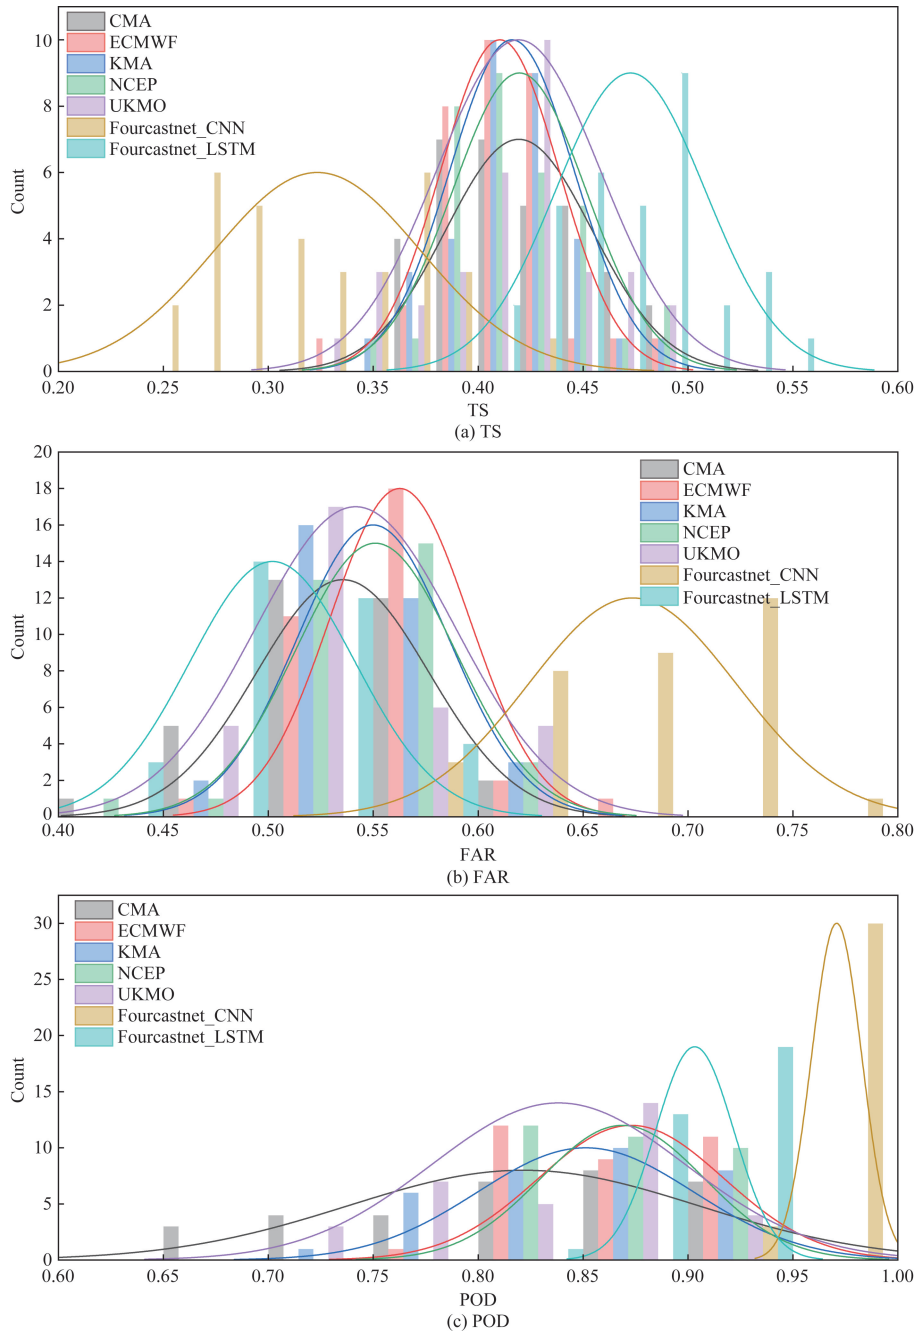 CMA
ECMWF
KMA
NCEP
UKMO
Fourcastnet_CNN
Fourcastnet_LSTM
Count
10
8
6
4
2
0
0.20 0.25 0.30 0.35 0.40 0.45 0.50 0.55 0.60
TS
(a) TS
CMA
ECMWF
KMA
NCEP
UKMO
Fourcastnet_CNN
Fourcastnet_LSTM
Count
20
18
16
14
12
10
8
6
4
2
0
0.40 0.45 0.50 0.55 0.60 0.65 0.70 0.75 0.80
FAR
(b) FAR
CMA
ECMWF
KMA
NCEP
UKMO
Fourcastnet_CNN
Fourcastnet_LSTM
Count
30
25
20
15
10
5
0
0.60 0.65 0.70 0.75 0.80 0.85 0.90 0.95 1.00
POD
(c) POD